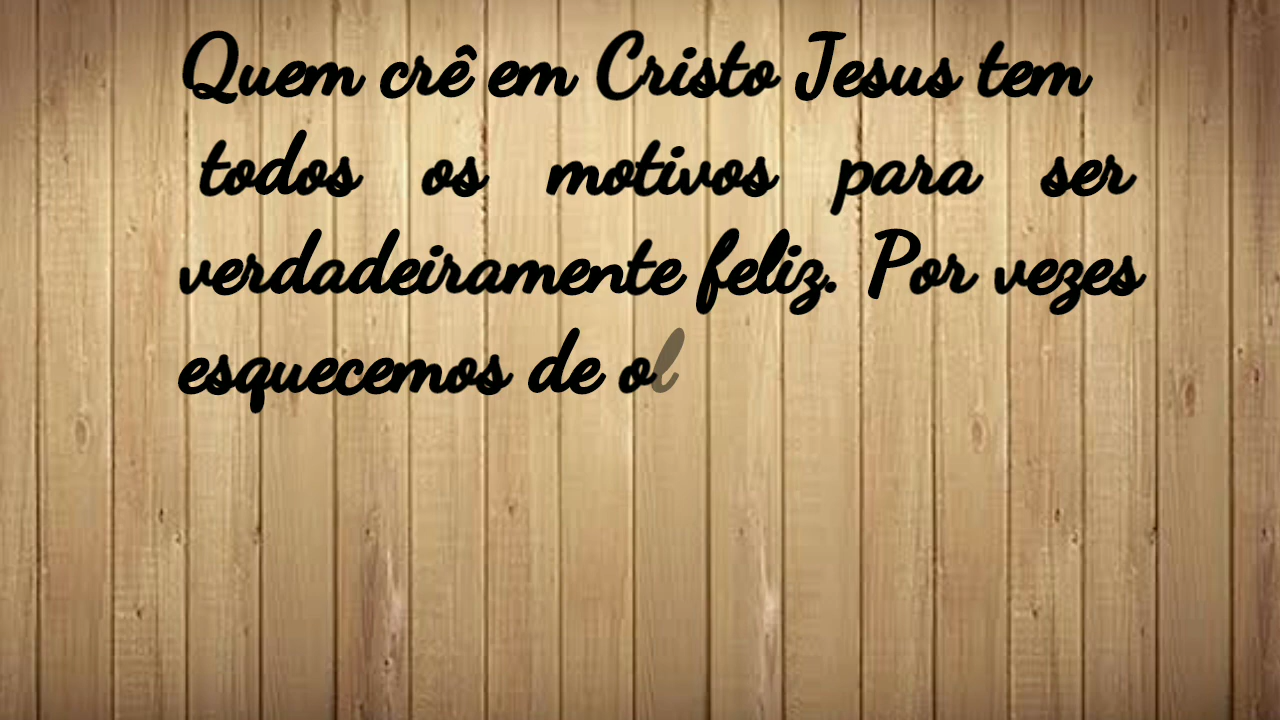 Quem crê em Cristo Jesus tem
todos os motivos para ser
verdadeiramente feliz. Por vezes
esquecemos de ol